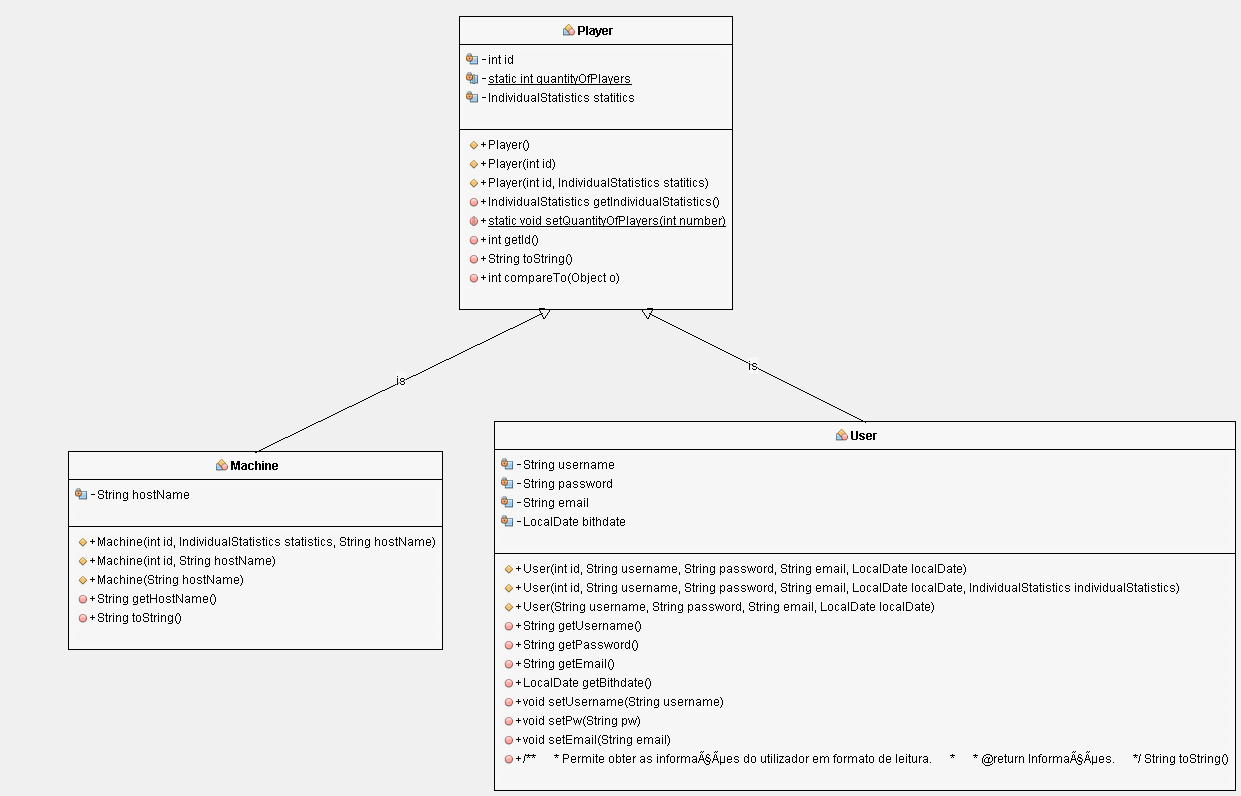 Player
- int id
- static int quantityOfPlayers
- IndividualStatistics statitics
+ Player()
+ Player(int id)
+ Player(int id, IndividualStatistics statitics)
+ IndividualStatistics getIndividualStatistics()
+ static void setQuantityOfPlayers(int number)
+ int getId()
+ String toString()
+ int compareTo(Object o)
is
is
Machine
- String hostName
+ Machine(int id, IndividualStatistics statistics, String hostName)
+ Machine(int id, String hostName)
+ Machine(String hostName)
+ String getHostName()
+ String toString()
User
- String username
- String password
- String email
- LocalDate bithdate
+ User(int id, String username, String password, String email, LocalDate localDate)
+ User(int id, String username, String password, String email, LocalDate localDate, IndividualStatistics individualStatistics)
+ User(String username, String password, String email, LocalDate localDate)
+ String getUsername()
+ String getPassword()
+ String getEmail()
+ LocalDate getBithdate()
+ void setUsername(String username)
+ void setPw(String pw)
+ void setEmail(String email)
+ /** * Permite obter as informaÃ§Ãµes do utilizador em formato de leitura. * * @return InformaÃ§Ãµes. */ String toString()